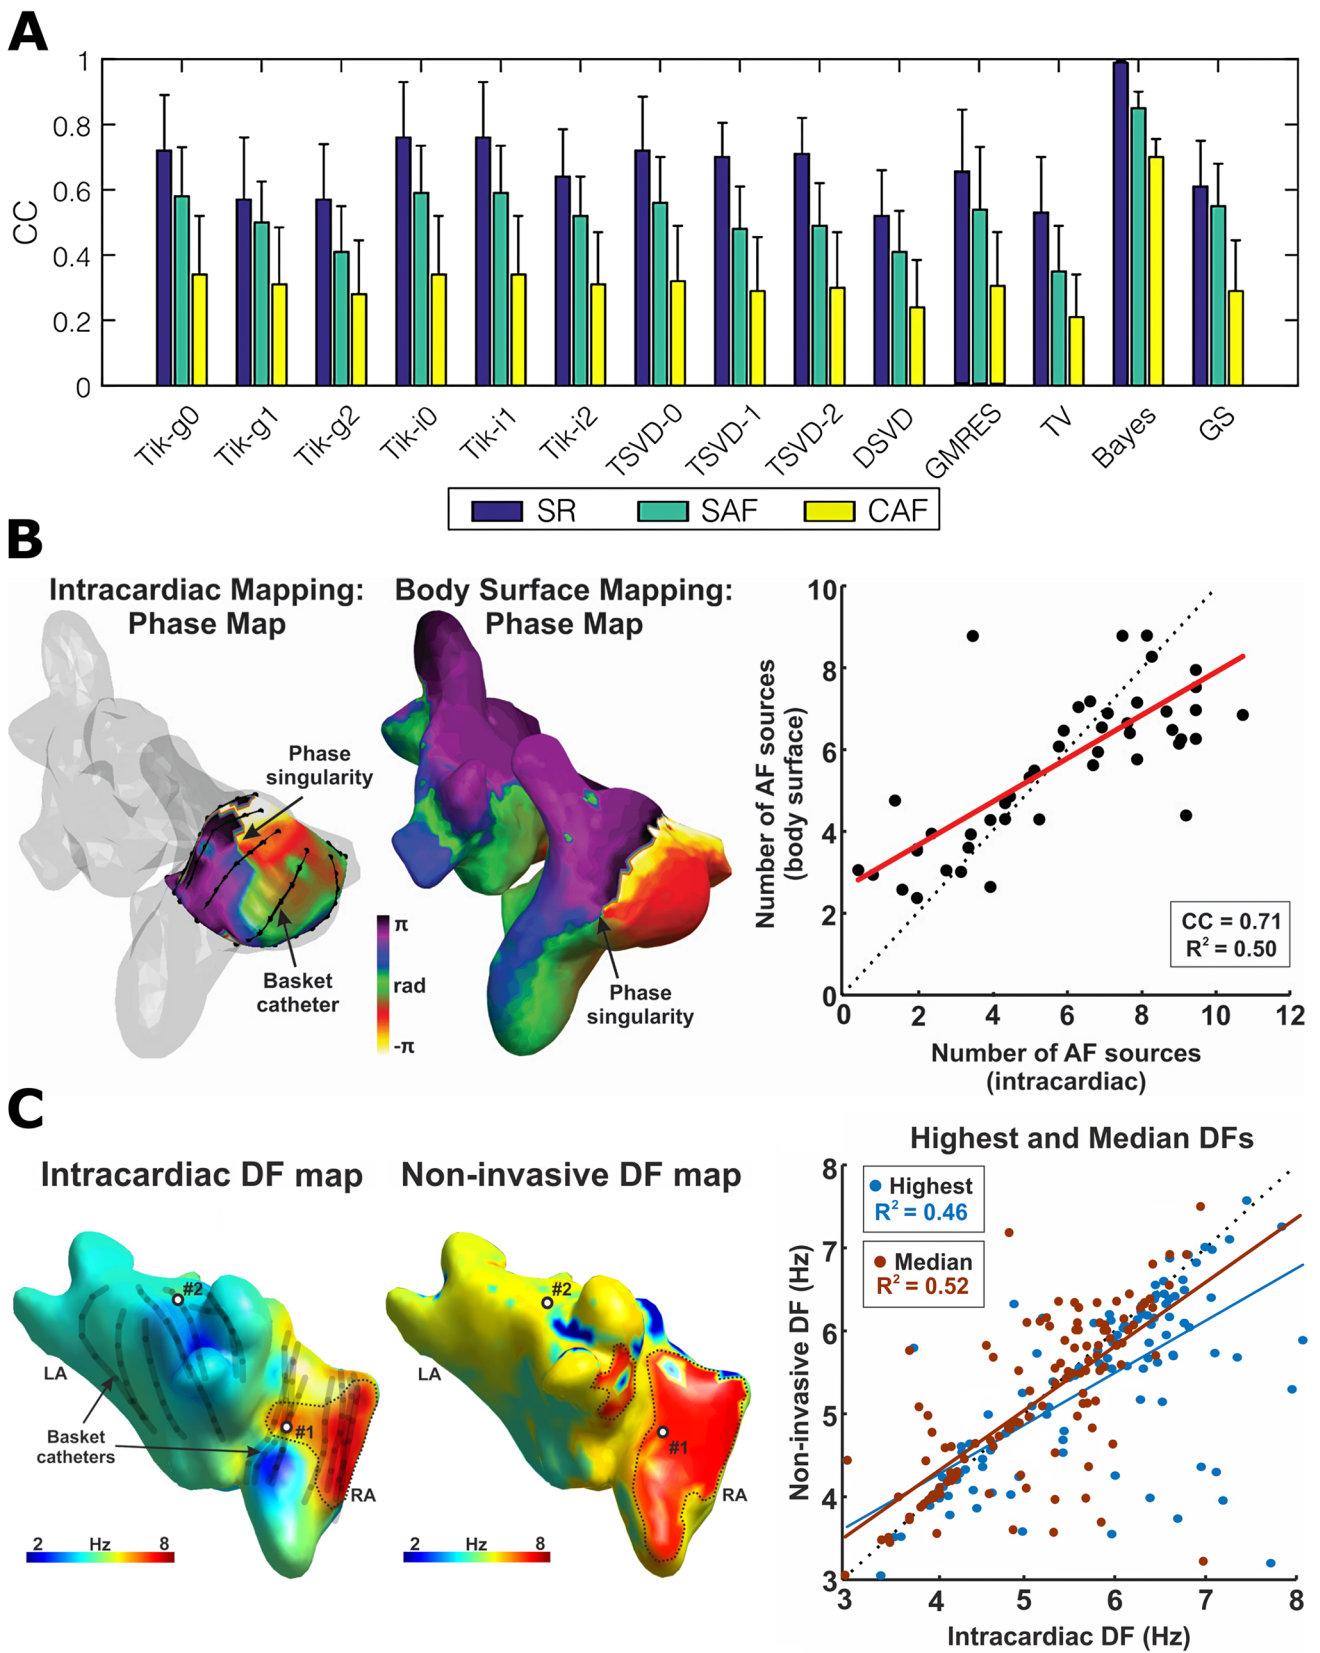 A
1
0.8
0.6
0.4
0.2
0
CC
Tik-g0
Tik-g1
Tik-g2
Tik-i0
Tik-i1
Tik-i2
TSVD-0
TSVD-1
TSVD-2
DSVD
GMRES
TV
Bayes
GS
SR SAF CAF
B
Intracardiac Mapping:
Phase Map
Phase
singularity
Basket
catheter
π
rad
-π
Body Surface Mapping:
Phase Map
Phase
singularity
Number of AF sources
(body surface)
10
8
6
4
2
0
0 2 4 6 8 10 12
CC = 0.71
R² = 0.50
Number of AF sources
(intracardiac)
C
Intracardiac DF map
#2
LA
Basket
catheters
#1
RA
2 Hz 8
Non-invasive DF map
#2
LA
#1
RA
2 Hz 8
Highest and Median DFs
Highest
R² = 0.46
Median
R² = 0.52
Non-invasive DF (Hz)
8
7
6
5
4
3
3 4 5 6 7 8
Intracardiac DF (Hz)